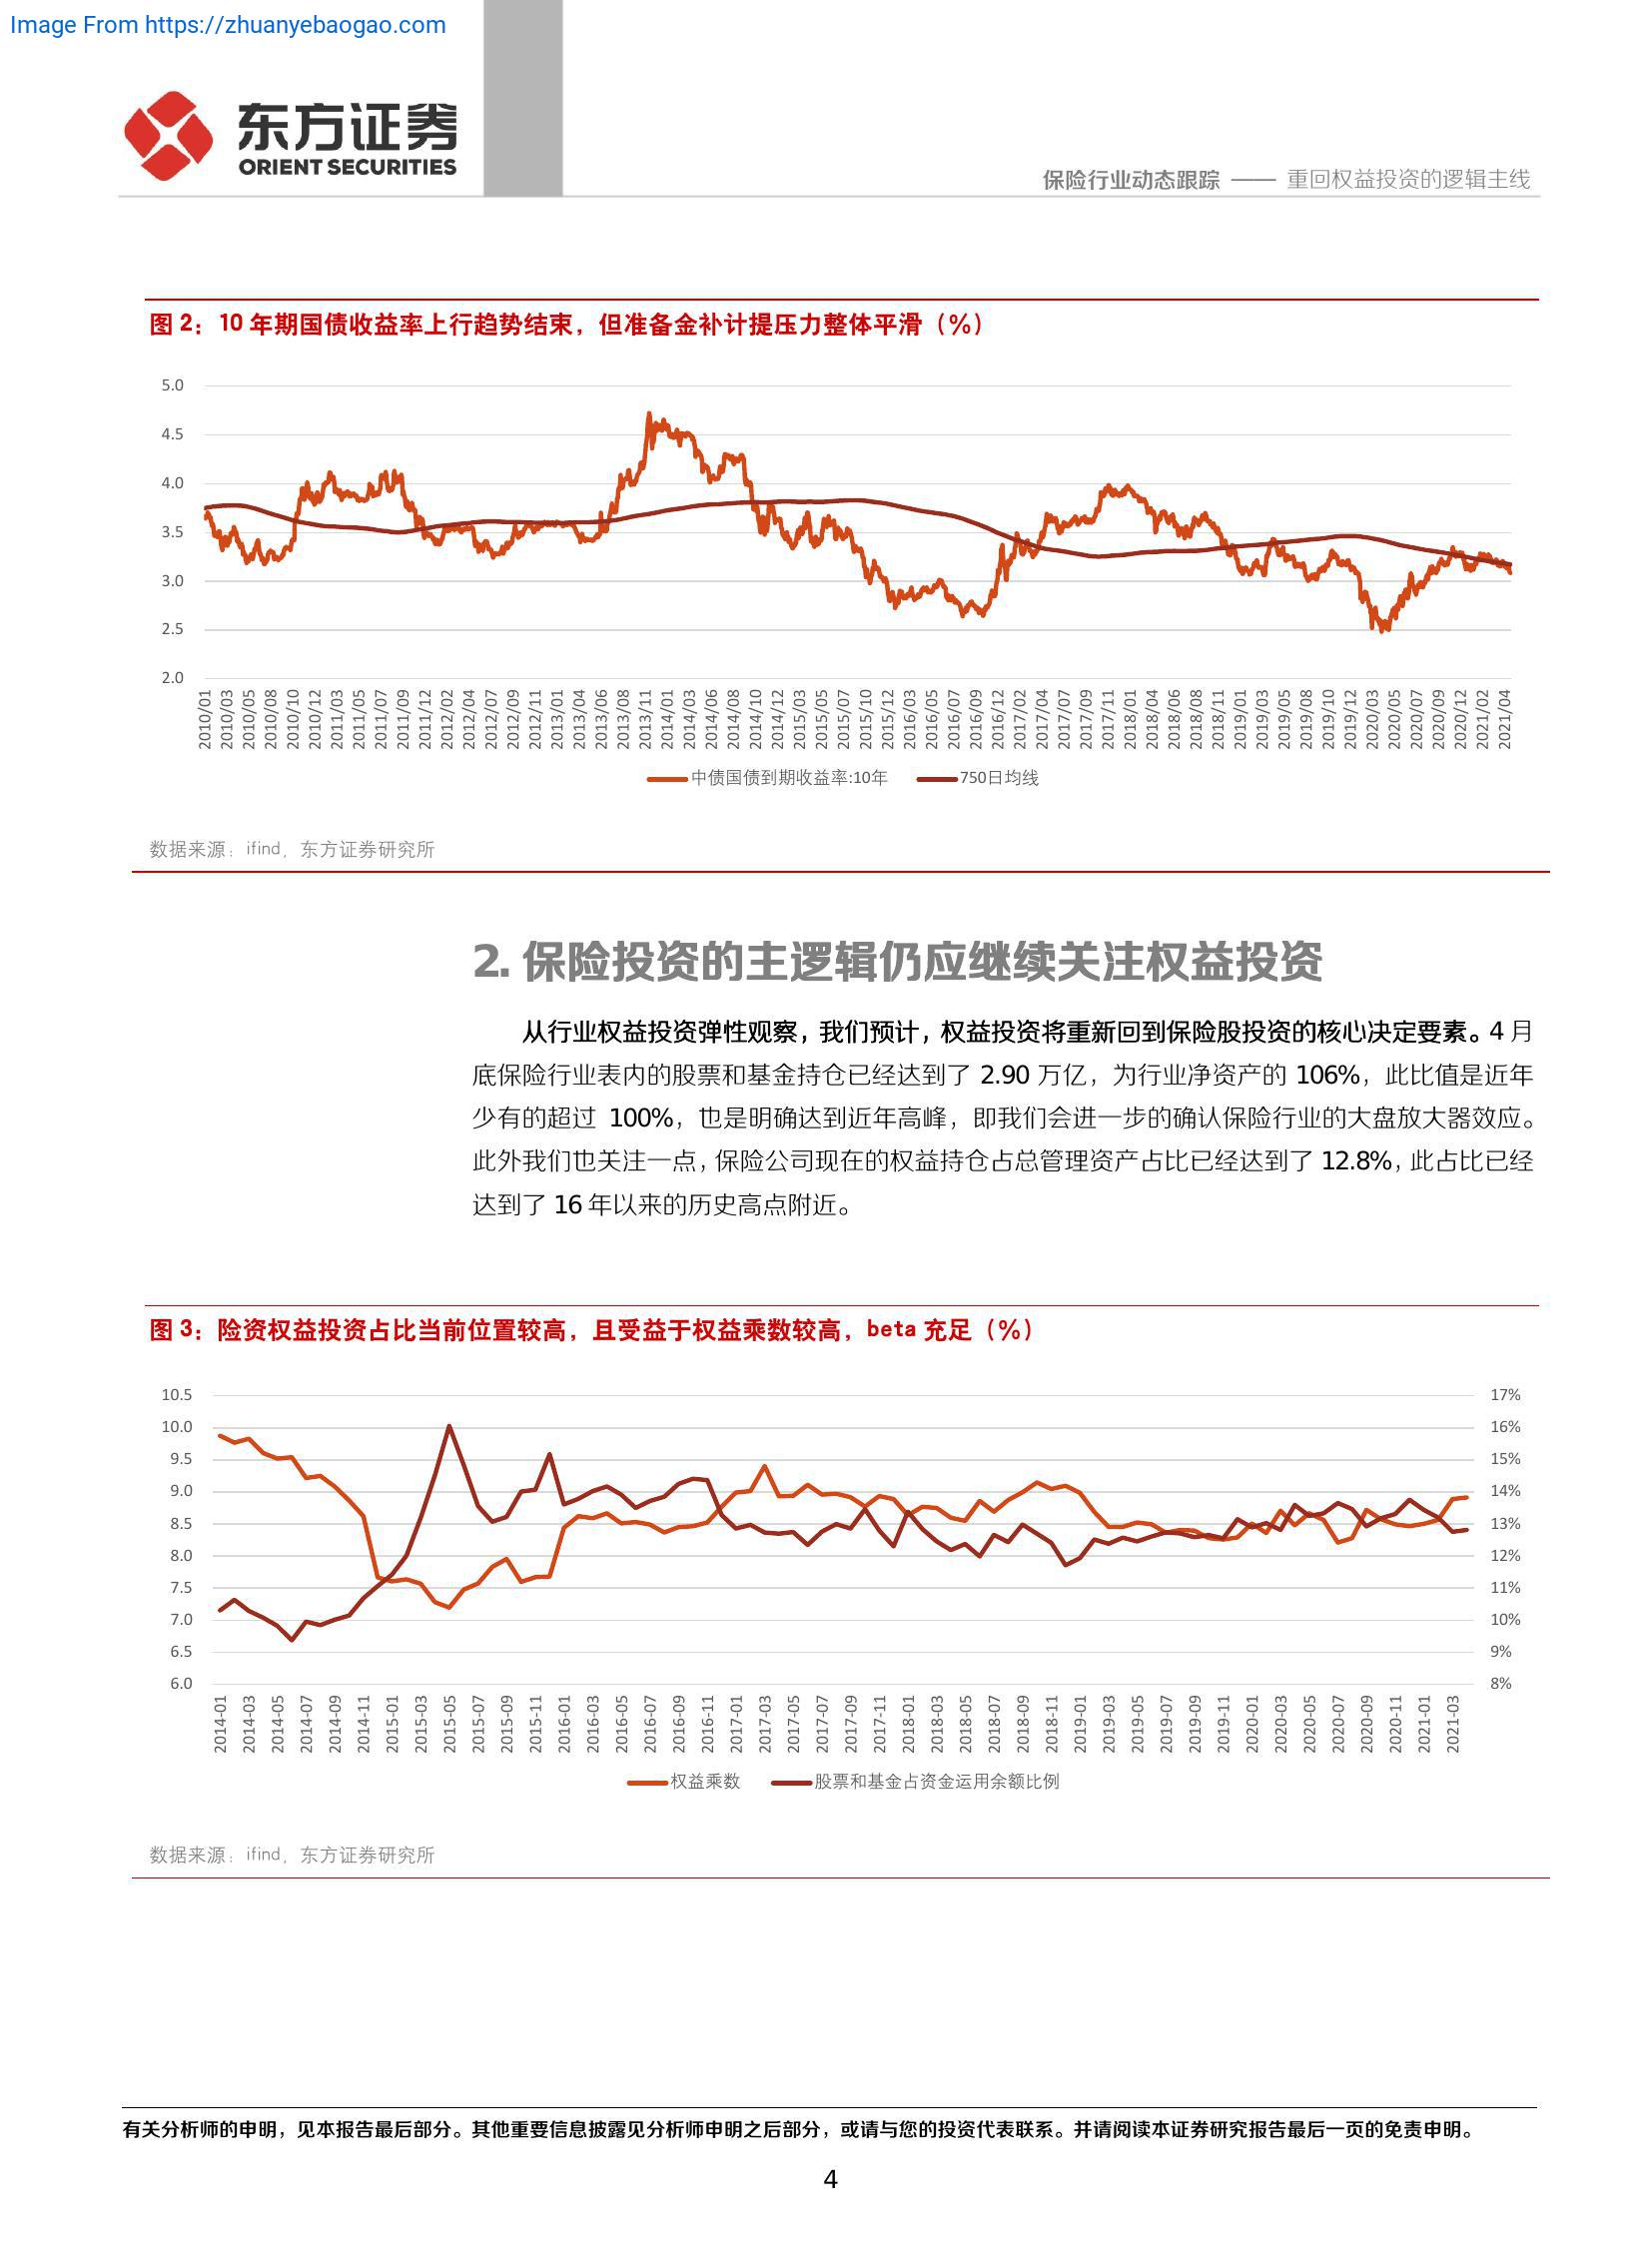 Image From https://zhuanyebaogao.com
东方证券
ORIENT SECURITIES
保险行业动态跟踪 —— 重回权益投资的逻辑主线
图 2：10 年期国债收益率上行趋势结束，但准备金补计提压力整体平滑（%）
5.0
4.5
4.0
3.5
3.0
2.5
2.0
2010/01 2010/03 2010/05 2010/08 2010/10 2010/12 2011/03 2011/05 2011/07 2011/09 2011/12 2012/02 2012/04 2012/07 2012/09 2012/11 2013/01 2013/04 2013/06 2013/08 2013/11 2014/01 2014/03 2014/06 2014/08 2014/10 2014/12 2015/03 2015/05 2015/07 2015/10 2015/12 2016/03 2016/05 2016/07 2016/09 2016/12 2017/02 2017/04 2017/07 2017/09 2017/11 2018/01 2018/04 2018/06 2018/08 2018/11 2019/01 2019/03 2019/05 2019/08 2019/10 2019/12 2020/03 2020/05 2020/07 2020/09 2020/12 2021/02 2021/04
中债国债到期收益率:10年 750日均线
数据来源：ifind，东方证券研究所
2. 保险投资的主逻辑仍应继续关注权益投资
从行业权益投资弹性观察，我们预计，权益投资将重新回到保险股投资的核心决定要素。4 月
底保险行业表内的股票和基金持仓已经达到了 2.90 万亿，为行业净资产的 106%，此比值是近年
少有的超过 100%，也是明确达到近年高峰，即我们会进一步的确认保险行业的大盘放大器效应。
此外我们也关注一点，保险公司现在的权益持仓占总管理资产占比已经达到了 12.8%，此占比已经
达到了 16 年以来的历史高点附近。
图 3：险资权益投资占比当前位置较高，且受益于权益乘数较高，beta 充足（%）
10.5 17%
10.0 16%
9.5 15%
9.0 14%
8.5 13%
8.0 12%
7.5 11%
7.0 10%
6.5 9%
6.0 8%
2014-01 2014-03 2014-05 2014-07 2014-09 2014-11 2015-01 2015-03 2015-05 2015-07 2015-09 2015-11 2016-01 2016-03 2016-05 2016-07 2016-09 2016-11 2017-01 2017-03 2017-05 2017-07 2017-09 2017-11 2018-01 2018-03 2018-05 2018-07 2018-09 2018-11 2019-01 2019-03 2019-05 2019-07 2019-09 2019-11 2020-01 2020-03 2020-05 2020-07 2020-09 2020-11 2021-01 2021-03
权益乘数 股票和基金占资金运用余额比例
数据来源：ifind，东方证券研究所
有关分析师的申明，见本报告最后部分。其他重要信息披露见分析师申明之后部分，或请与您的投资代表联系。并请阅读本证券研究报告最后一页的免责申明。
4